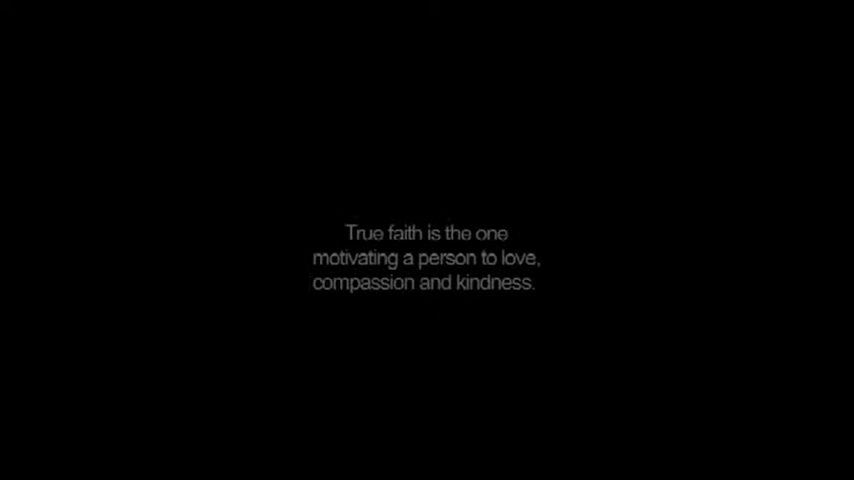 True faith is the one
motivating a person to love,
compassion and kindness.